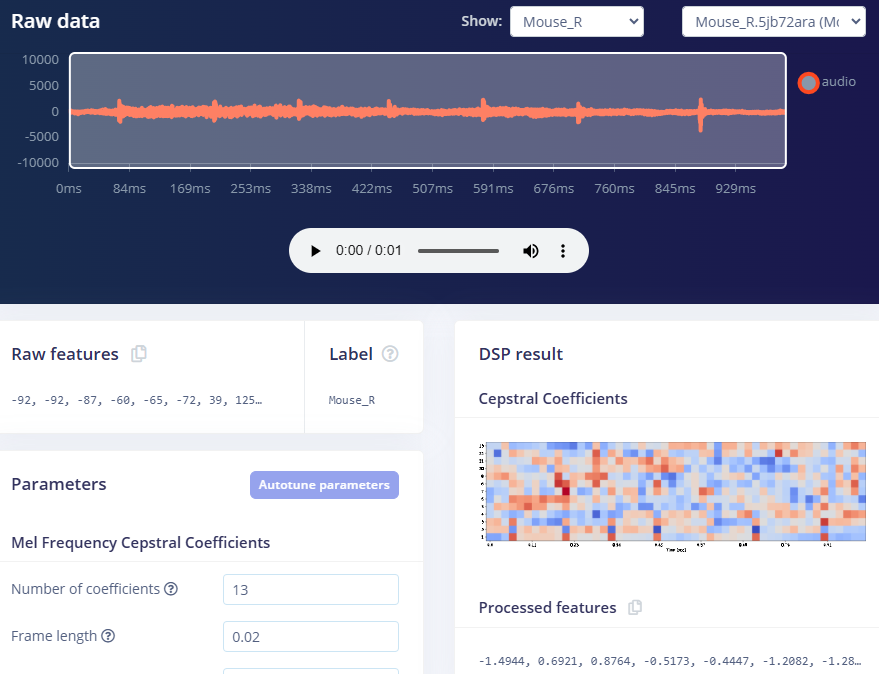 Raw data
Show: Mouse_R Mouse_R.5jb72ara (Mo
10000
5000
0
-5000
-10000
audio
0ms 84ms 169ms 253ms 338ms 422ms 507ms 591ms 676ms 760ms 845ms 929ms
0:00 / 0:01
Raw features
-92, -92, -87, -60, -65, -72, 39, 125…
Label
Mouse_R
Parameters
Autotune parameters
Mel Frequency Cepstral Coefficients
Number of coefficients 13
Frame length 0.02
DSP result
Cepstral Coefficients
Time [sec]
Processed features
-1.4944, 0.6921, 0.8764, -0.5173, -0.4447, -1.2082, -1.28…